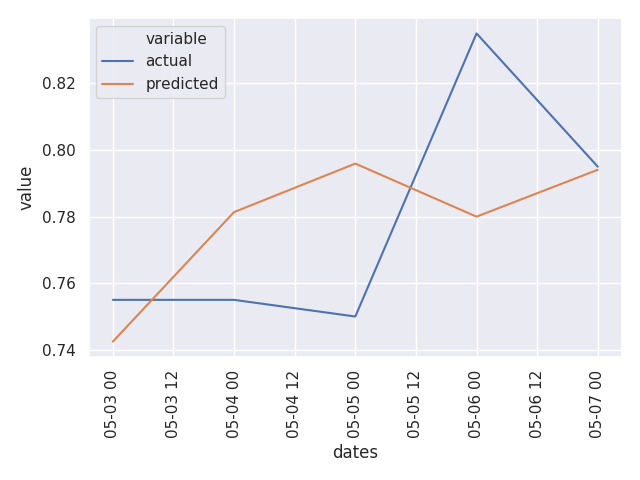 variable
actual
predicted
0.82
0.80
0.78
0.76
0.74
value
05-03 00
05-03 12
05-04 00
05-04 12
05-05 00
05-05 12
05-06 00
05-06 12
05-07 00
dates